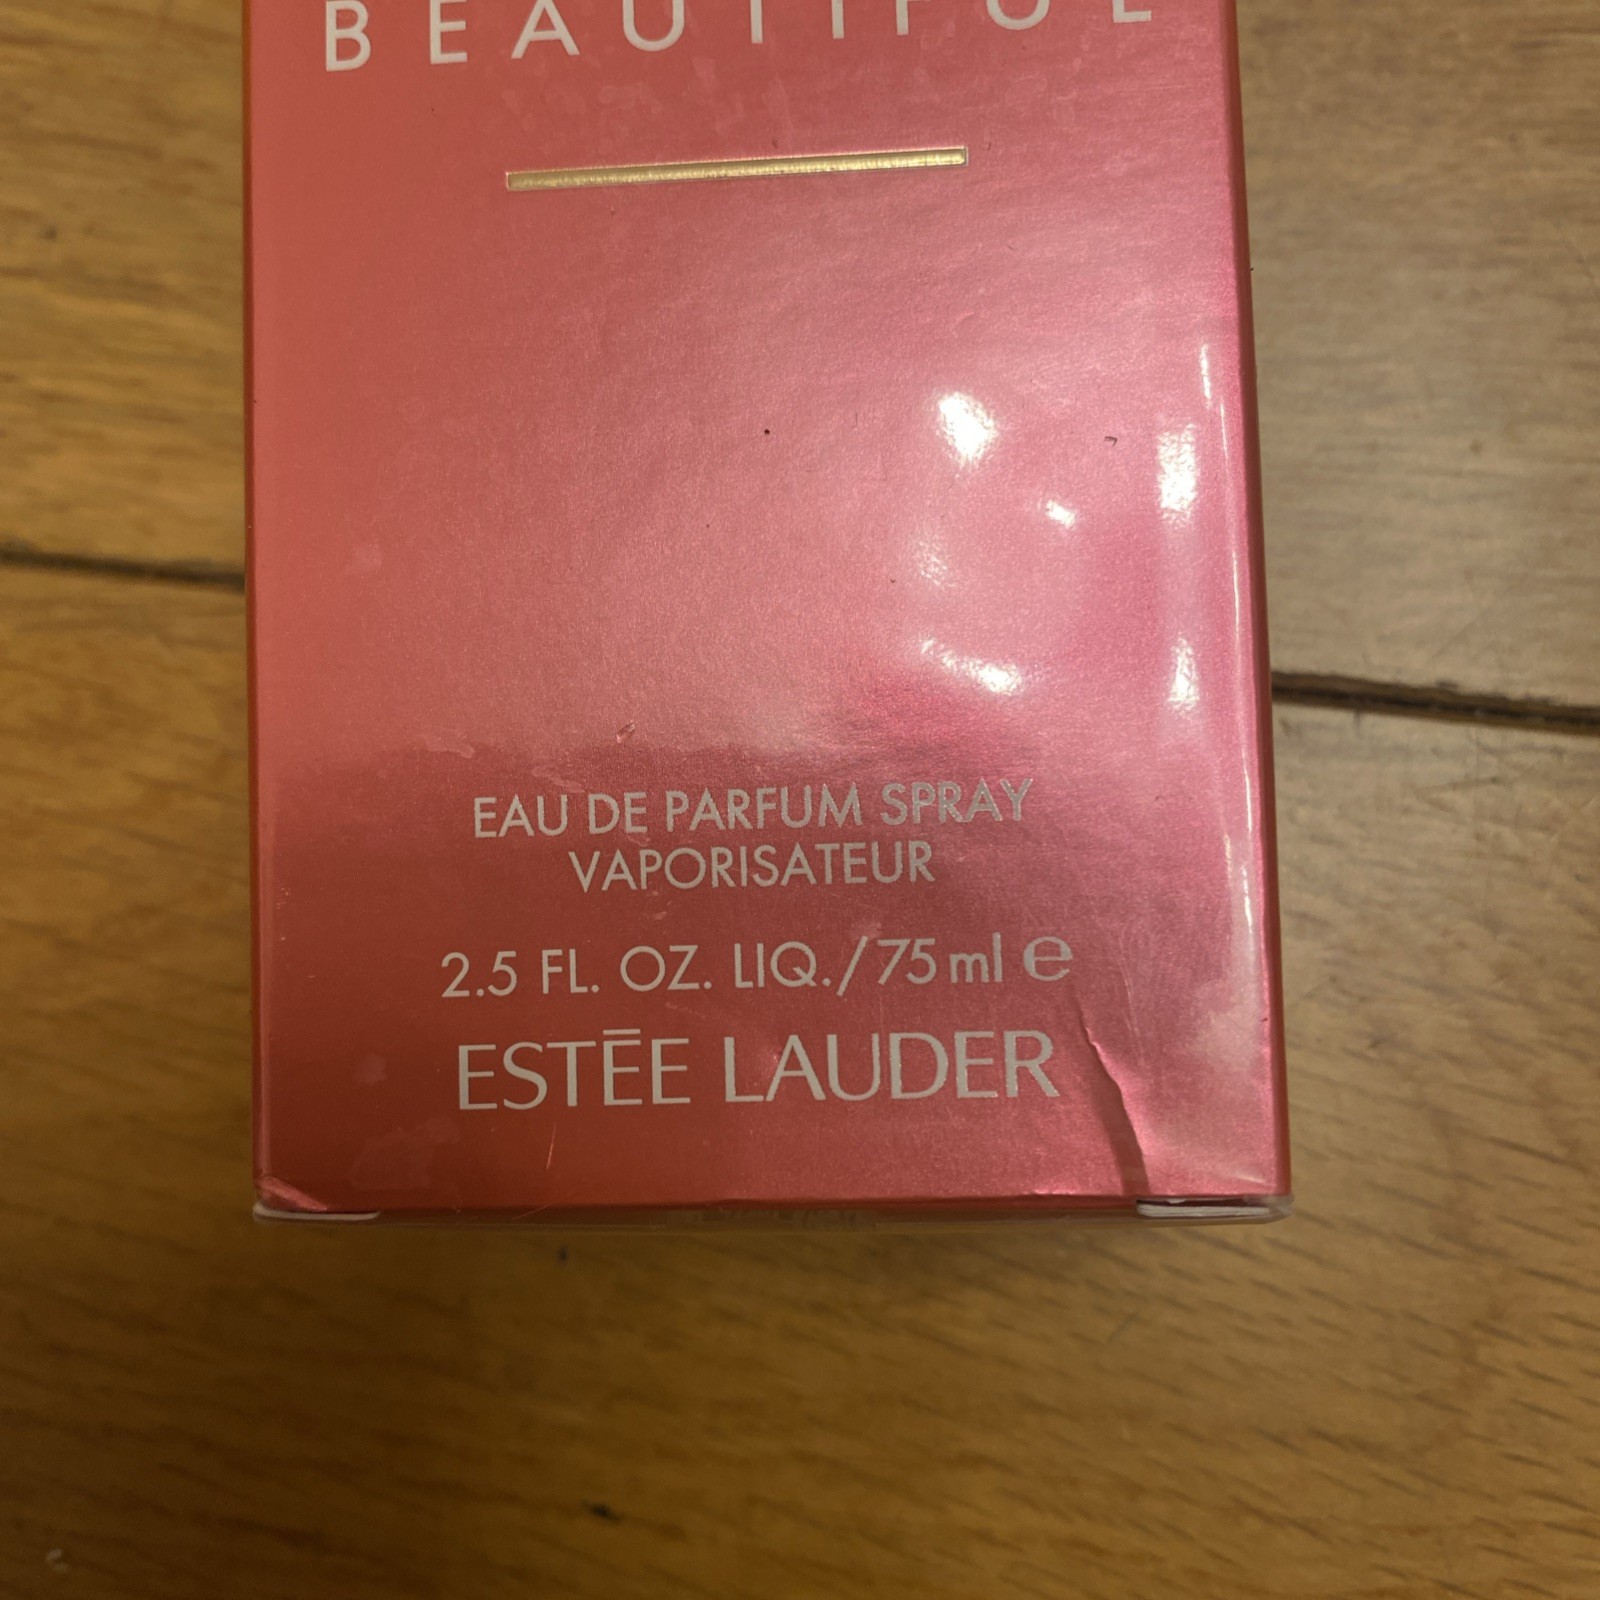 BEAUTIFUL
EAU DE PARFUM SPRAY
VAPORISATEUR
2.5 FL. OZ. LIQ./75 ml ℮
ESTĒE LAUDER